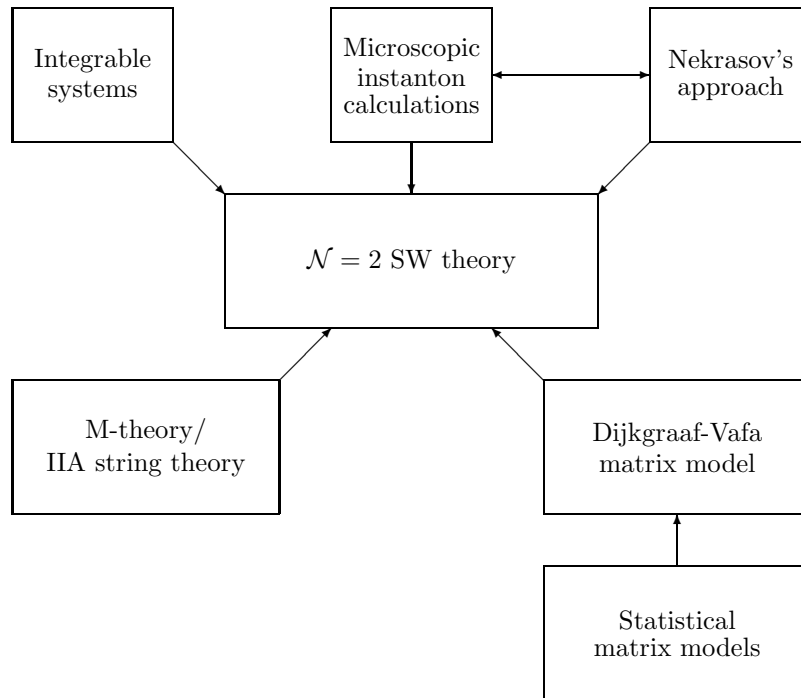 Integrable
systems
Microscopic
instanton
calculations
Nekrasov's
approach
𝒩 = 2 SW theory
M-theory/
IIA string theory
Dijkgraaf-Vafa
matrix model
Statistical
matrix models